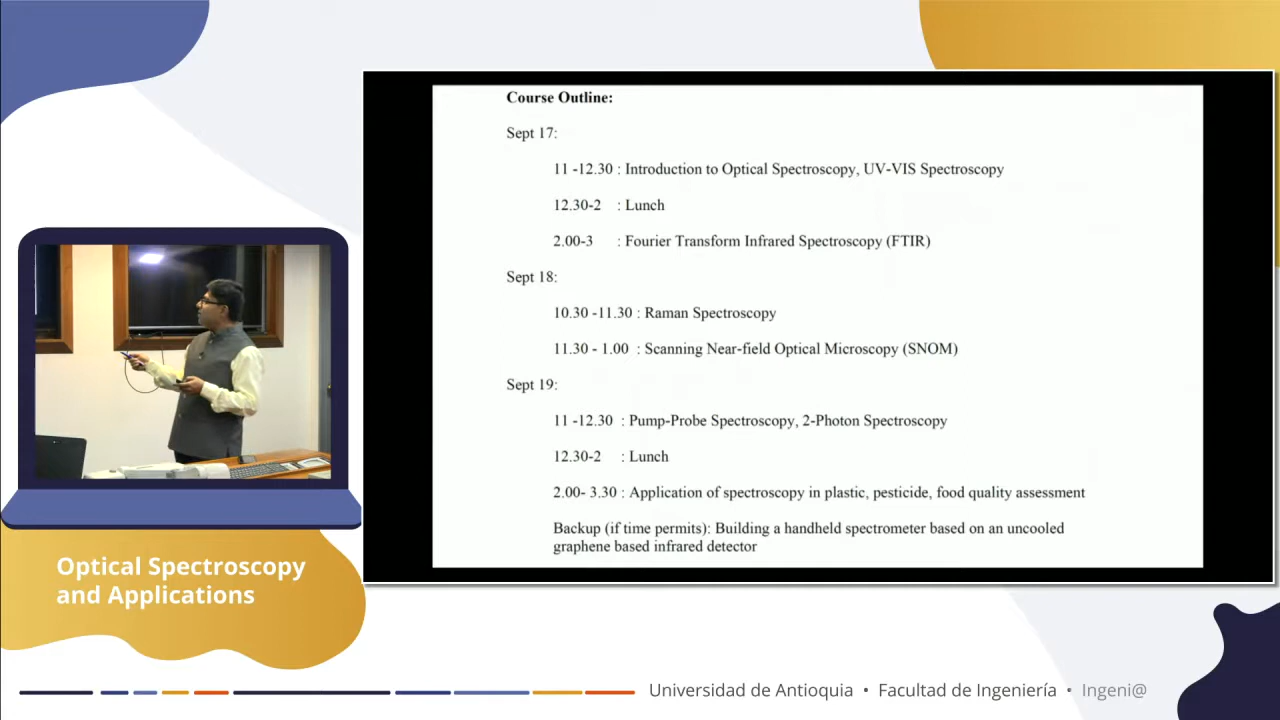 Course Outline:
Sept 17:
11 -12.30 : Introduction to Optical Spectroscopy, UV-VIS Spectroscopy
12.30-2 : Lunch
2.00-3 : Fourier Transform Infrared Spectroscopy (FTIR)
Sept 18:
10.30 -11.30 : Raman Spectroscopy
11.30 - 1.00 : Scanning Near-field Optical Microscopy (SNOM)
Sept 19:
11 -12.30 : Pump-Probe Spectroscopy, 2-Photon Spectroscopy
12.30-2 : Lunch
2.00- 3.30 : Application of spectroscopy in plastic, pesticide, food quality assessment
Backup (if time permits): Building a handheld spectrometer based on an uncooled
graphene based infrared detector
Optical Spectroscopy
and Applications
Universidad de Antioquia • Facultad de Ingeniería • Ingeni@